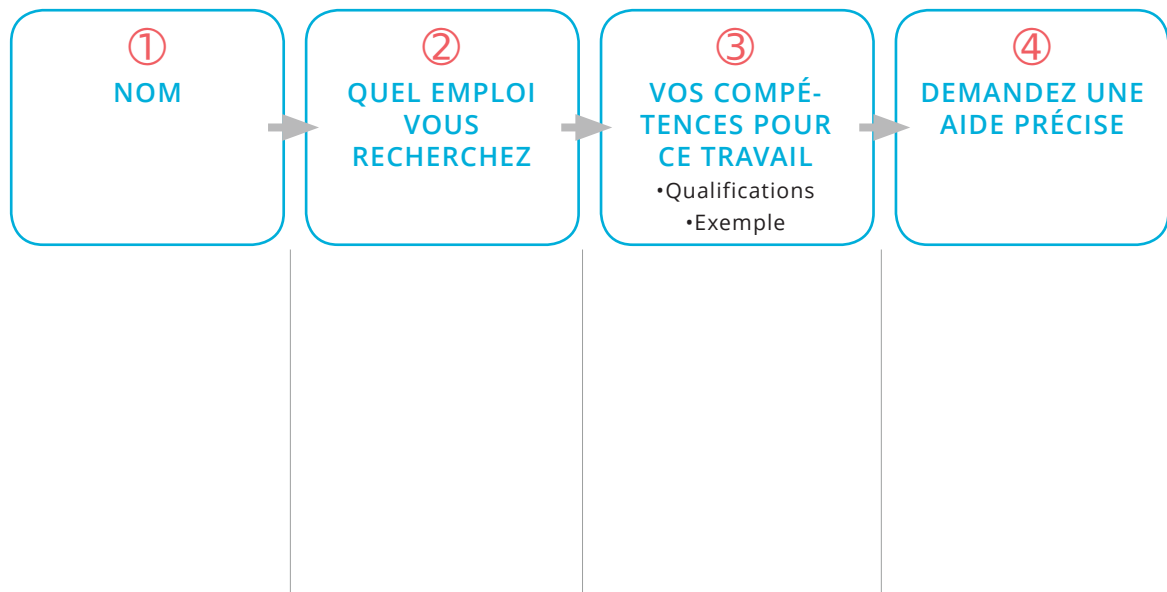 ①
NOM
②
QUEL EMPLOI
VOUS
RECHERCHEZ
③
VOS COMPÉ-
TENCES POUR
CE TRAVAIL
•Qualifications
•Exemple
④
DEMANDEZ UNE
AIDE PRÉCISE